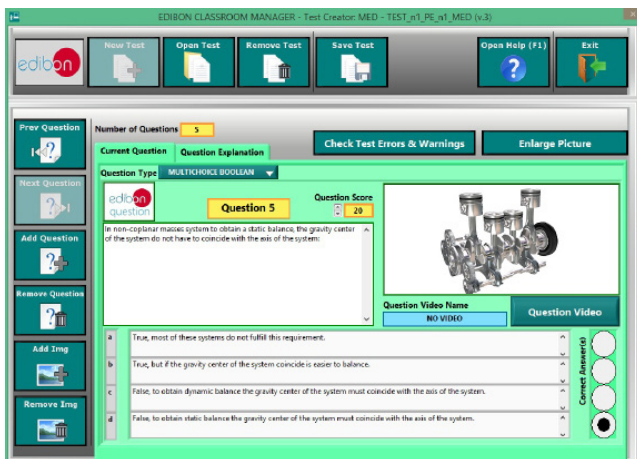 EDIBON CLASSROOM MANAGER - Test Creator: MED - TEST_n1_PE_n1_MED (v.3)
edibon
New Test
Open Test
Remove Test
Save Test
Open Help (F1)
Exit
Prev Question
Next Question
Add Question
Remove Question
Add Img
Remove Img
Number of Questions 5
Current Question
Question Explanation
Check Test Errors & Warnings
Enlarge Picture
Question Type MULTICHOICE BOOLEAN
edibon
question
Question 5
Question Score
20
In non-coplanar masses system to obtain a static balance, the gravity center
of the system do not have to coincide with the axis of the system:
Question Video Name
NO VIDEO
Question Video
a True, most of these systems do not fulfill this requirement.
b True, but if the gravity center of the system coincide is easier to balance.
c False, to obtain dynamic balance the gravity center of the system must coincide with the axis of the system.
d False, to obtain static balance the gravity center of the system must coincide with the axis of the system.
Correct Answer(s)